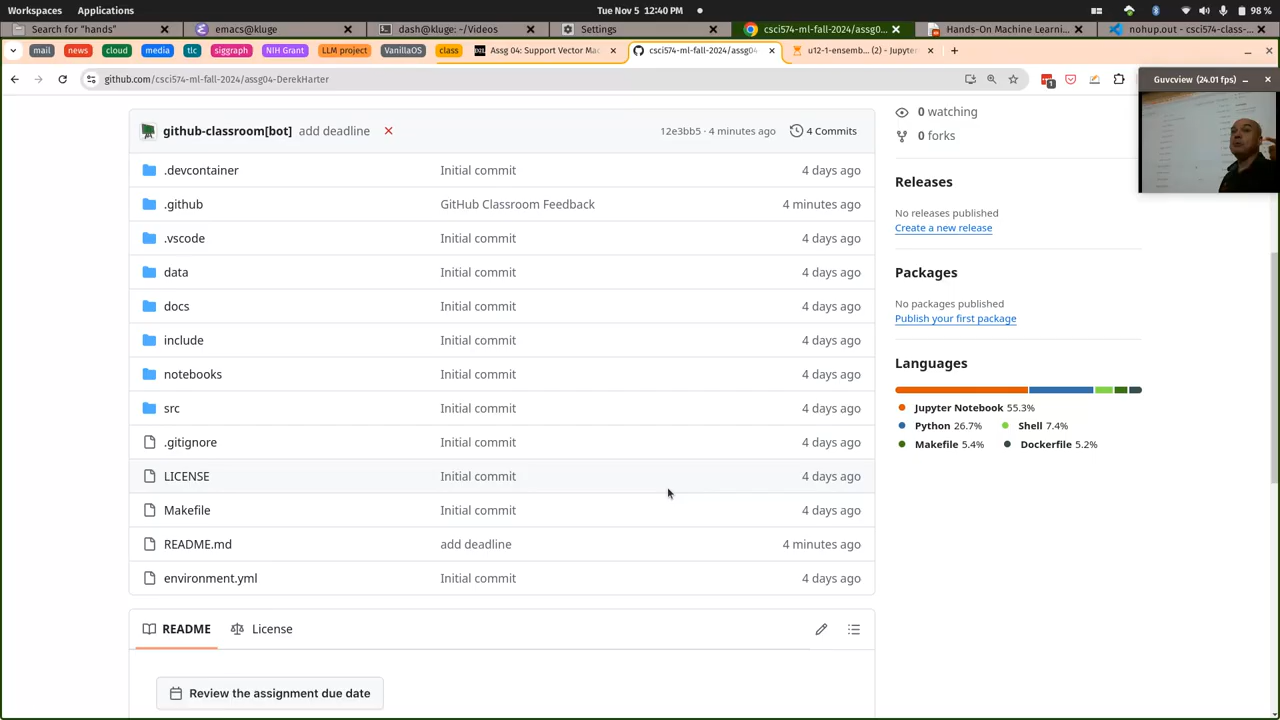 Workspaces Applications Tue Nov 5 12:40 PM 98 %
Search for "hands" emacs@kluge dash@kluge: ~/Videos Settings csci574-ml-fall-2024/assg0... Hands-On Machine Learni... nohup.out - csci574-class-...
mail news cloud media tlc siggraph NIH Grant LLM project VanillaOS class Assg 04: Support Vector Ma csci574-ml-fall-2024/assg04 u12-1-ensemb... (2) - Jupyter
github.com/csci574-ml-fall-2024/assg04-DerekHarter
1
Guvcview (24.01 fps)
github-classroom[bot] add deadline 12e3bb5 · 4 minutes ago 4 Commits
.devcontainer Initial commit 4 days ago
.github GitHub Classroom Feedback 4 minutes ago
.vscode Initial commit 4 days ago
data Initial commit 4 days ago
docs Initial commit 4 days ago
include Initial commit 4 days ago
notebooks Initial commit 4 days ago
src Initial commit 4 days ago
.gitignore Initial commit 4 days ago
LICENSE Initial commit 4 days ago
Makefile Initial commit 4 days ago
README.md add deadline 4 minutes ago
environment.yml Initial commit 4 days ago
README License
Review the assignment due date
0 watching
0 forks
Releases
No releases published
Create a new release
Packages
No packages published
Publish your first package
Languages
Jupyter Notebook 55.3%
Python 26.7% Shell 7.4%
Makefile 5.4% Dockerfile 5.2%